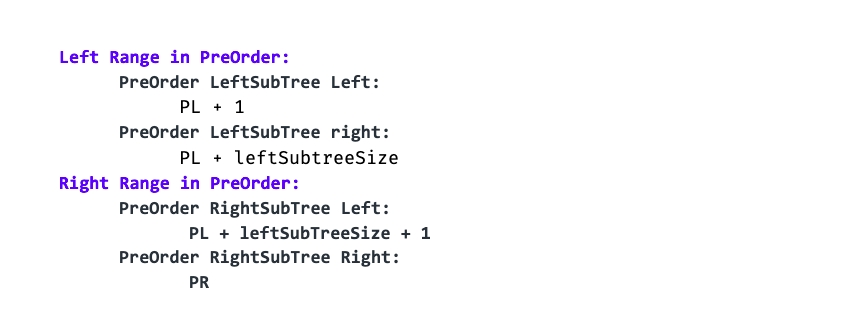 Left Range in PreOrder:
PreOrder LeftSubTree Left:
PL + 1
PreOrder LeftSubTree right:
PL + leftSubtreeSize
Right Range in PreOrder:
PreOrder RightSubTree Left:
PL + leftSubTreeSize + 1
PreOrder RightSubTree Right:
PR